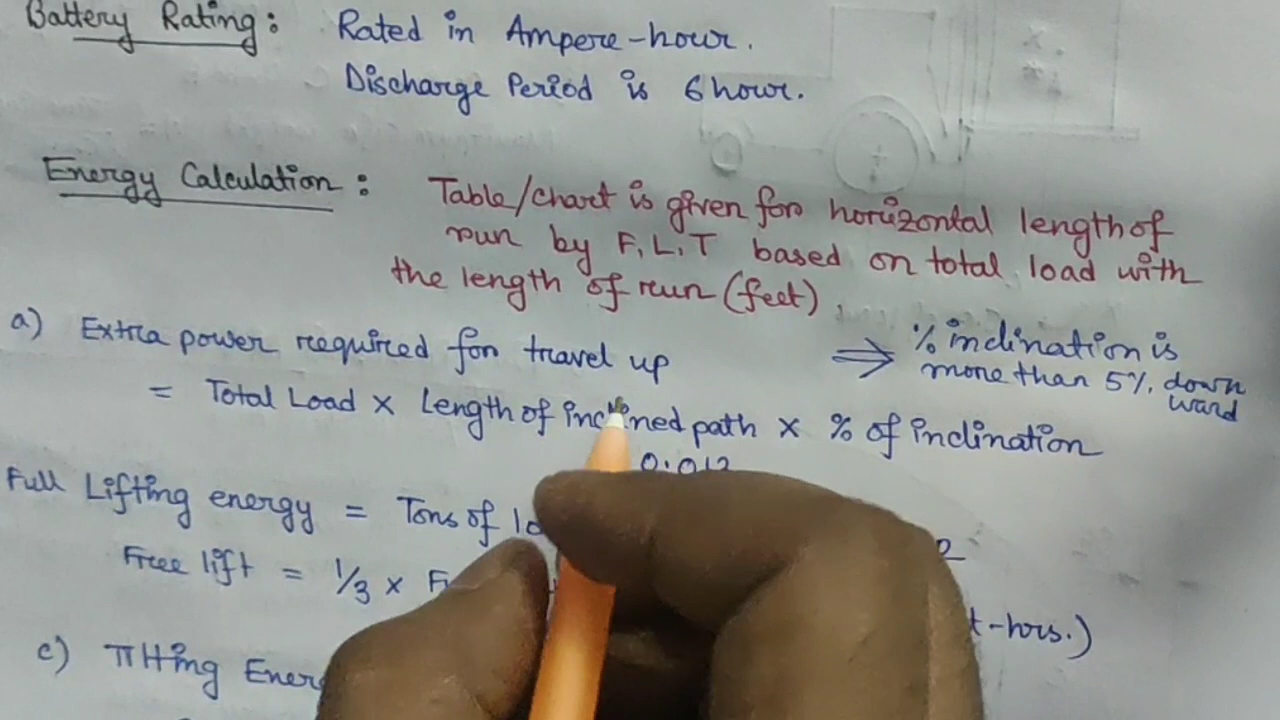 Battery Rating: Rated in Ampere-hour.
Discharge Period is 6 hour.
Energy Calculation: Table/chart is given for horizontal length of
run by F.L.T based on total load with
the length of run (feet).
a) Extra power required for travel up ⇒ % inclination is
more than 5% down
ward
= Total Load × Length of inclined path × % of inclination
0.012
Full Lifting energy = Tons of
Free lift = 1/3 ×
t-hrs.)
c)